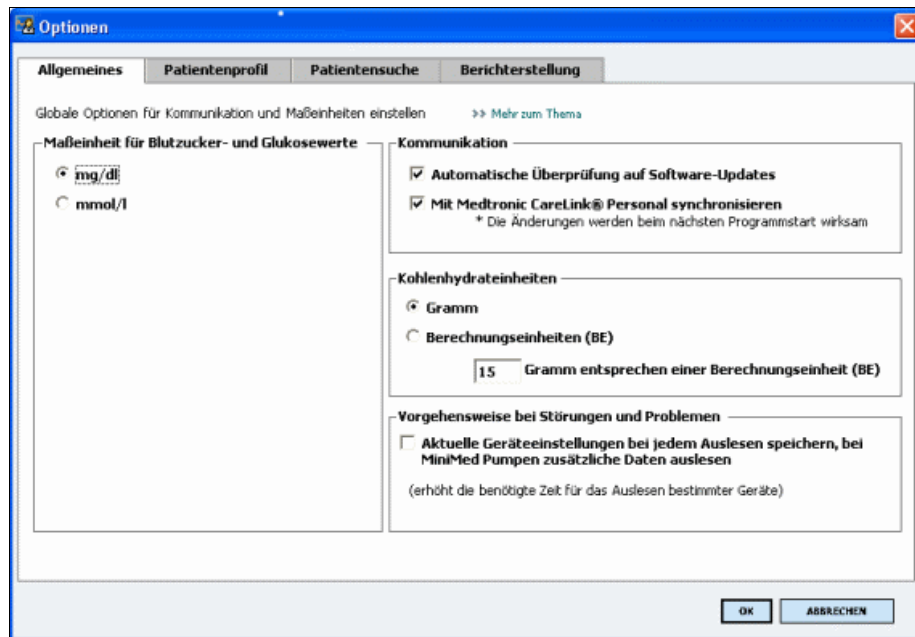 Optionen
Allgemeines
Patientenprofil
Patientensuche
Berichterstellung
Globale Optionen für Kommunikation und Maßeinheiten einstellen
>> Mehr zum Thema
Maßeinheit für Blutzucker- und Glukosewerte
mg/dl
mmol/l
Kommunikation
Automatische Überprüfung auf Software-Updates
Mit Medtronic CareLink® Personal synchronisieren
* Die Änderungen werden beim nächsten Programmstart wirksam
Kohlenhydrateinheiten
Gramm
Berechnungseinheiten (BE)
15 Gramm entsprechen einer Berechnungseinheit (BE)
Vorgehensweise bei Störungen und Problemen
Aktuelle Geräteeinstellungen bei jedem Auslesen speichern, bei
MiniMed Pumpen zusätzliche Daten auslesen
(erhöht die benötigte Zeit für das Auslesen bestimmter Geräte)
OK
ABBRECHEN